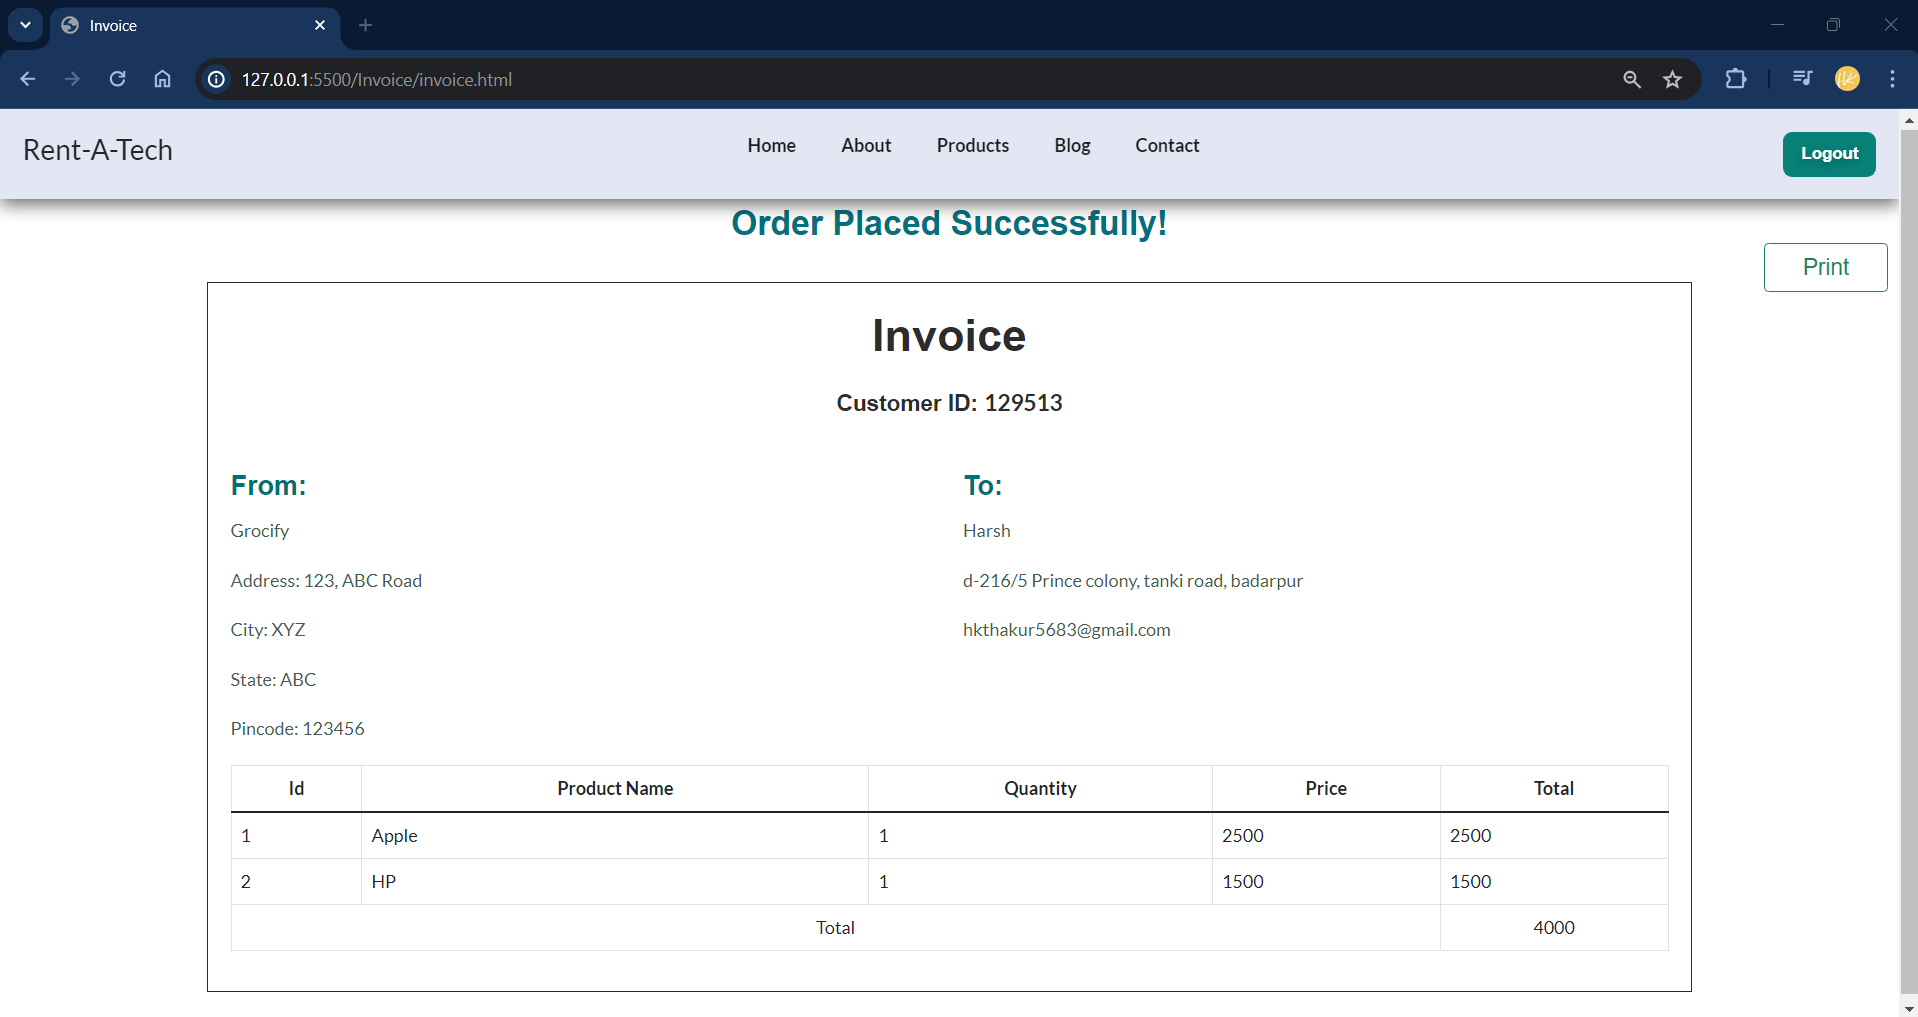 Invoice
127.0.0.1:5500/Invoice/invoice.html
Rent-A-Tech
Home About Products Blog Contact
Logout
Order Placed Successfully!
Print
Invoice
Customer ID: 129513
From:
Grocify
Address: 123, ABC Road
City: XYZ
State: ABC
Pincode: 123456
To:
Harsh
d-216/5 Prince colony, tanki road, badarpur
hkthakur5683@gmail.com
Id Product Name Quantity Price Total
1 Apple 1 2500 2500
2 HP 1 1500 1500
Total 4000